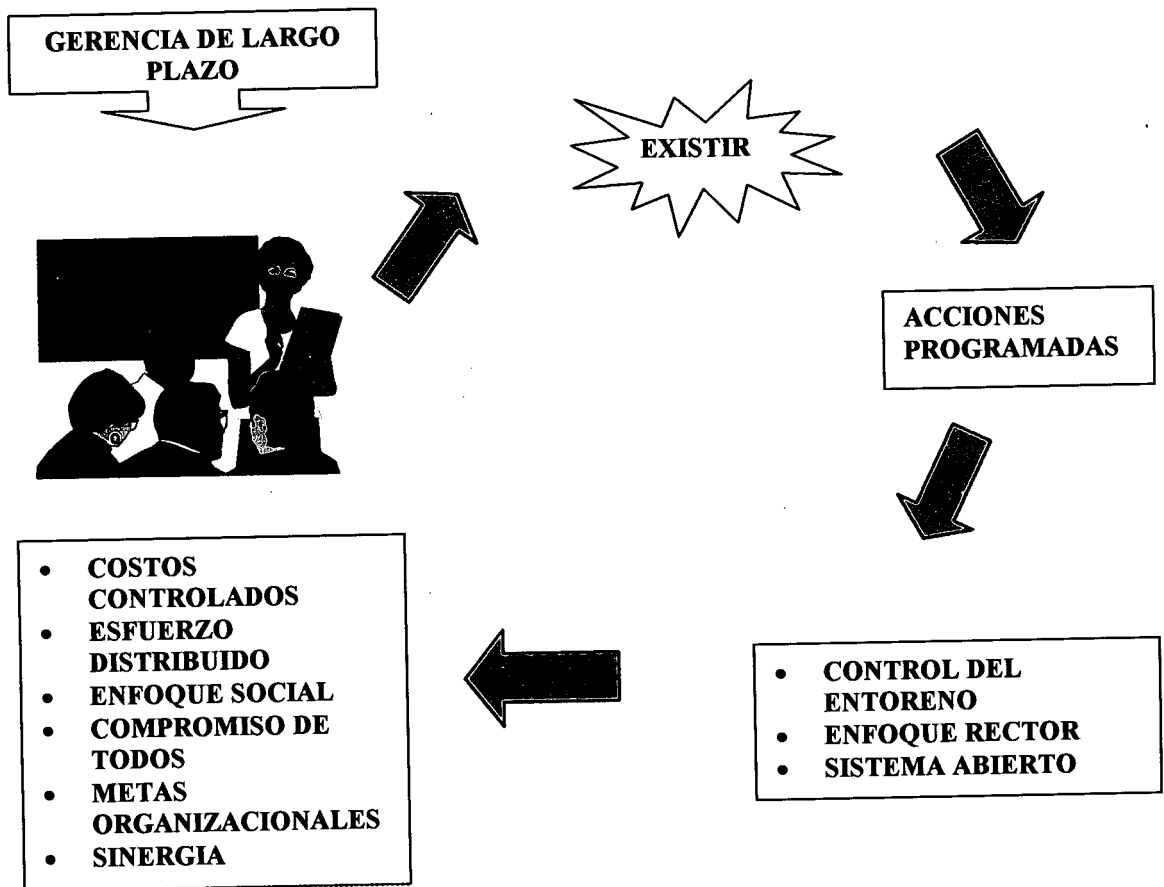 GERENCIA DE LARGO
PLAZO
EXISTIR
ACCIONES
PROGRAMADAS
• COSTOS
CONTROLADOS
• ESFUERZO
DISTRIBUIDO
• ENFOQUE SOCIAL
• COMPROMISO DE
TODOS
• METAS
ORGANIZACIONALES
• SINERGIA
• CONTROL DEL
ENTORENO
• ENFOQUE RECTOR
• SISTEMA ABIERTO